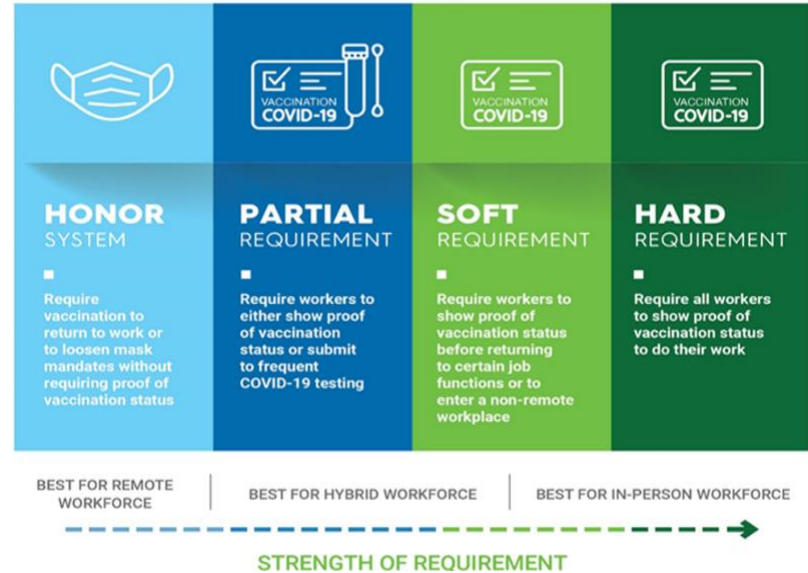 VACCINATION
COVID-19
VACCINATION
COVID-19
VACCINATION
COVID-19
HONOR
SYSTEM
Require
vaccination to
return to work or
to loosen mask
mandates without
requiring proof of
vaccination status
PARTIAL
REQUIREMENT
Require workers to
either show proof
of vaccination
status or submit
to frequent
COVID-19 testing
SOFT
REQUIREMENT
Require workers to
show proof of
vaccination status
before returning
to certain job
functions or to
enter a non-remote
workplace
HARD
REQUIREMENT
Require all workers
to show proof of
vaccination status
to do their work
BEST FOR REMOTE
WORKFORCE
BEST FOR HYBRID WORKFORCE
BEST FOR IN-PERSON WORKFORCE
STRENGTH OF REQUIREMENT